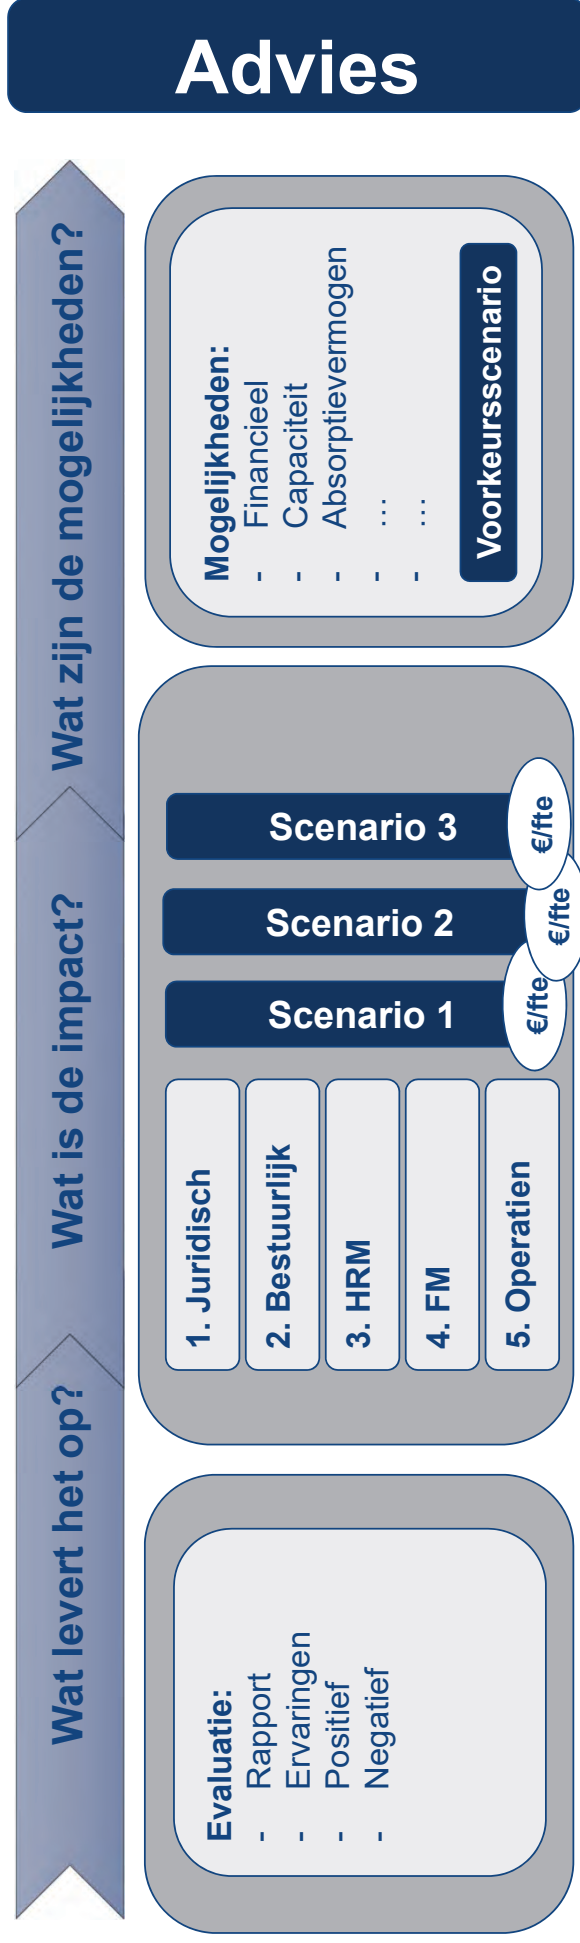 Advies
Wat levert het op?
Wat is de impact?
Wat zijn de mogelijkheden?
Evaluatie:
- Rapport
- Ervaringen
- Positief
- Negatief
1. Juridisch
2. Bestuurlijk
3. HRM
4. FM
5. Operatien
Scenario 1
€/fte
Scenario 2
€/fte
Scenario 3
€/fte
Mogelijkheden:
- Financieel
- Capaciteit
- Absorptievermogen
- ...
- ...
Voorkeursscenario